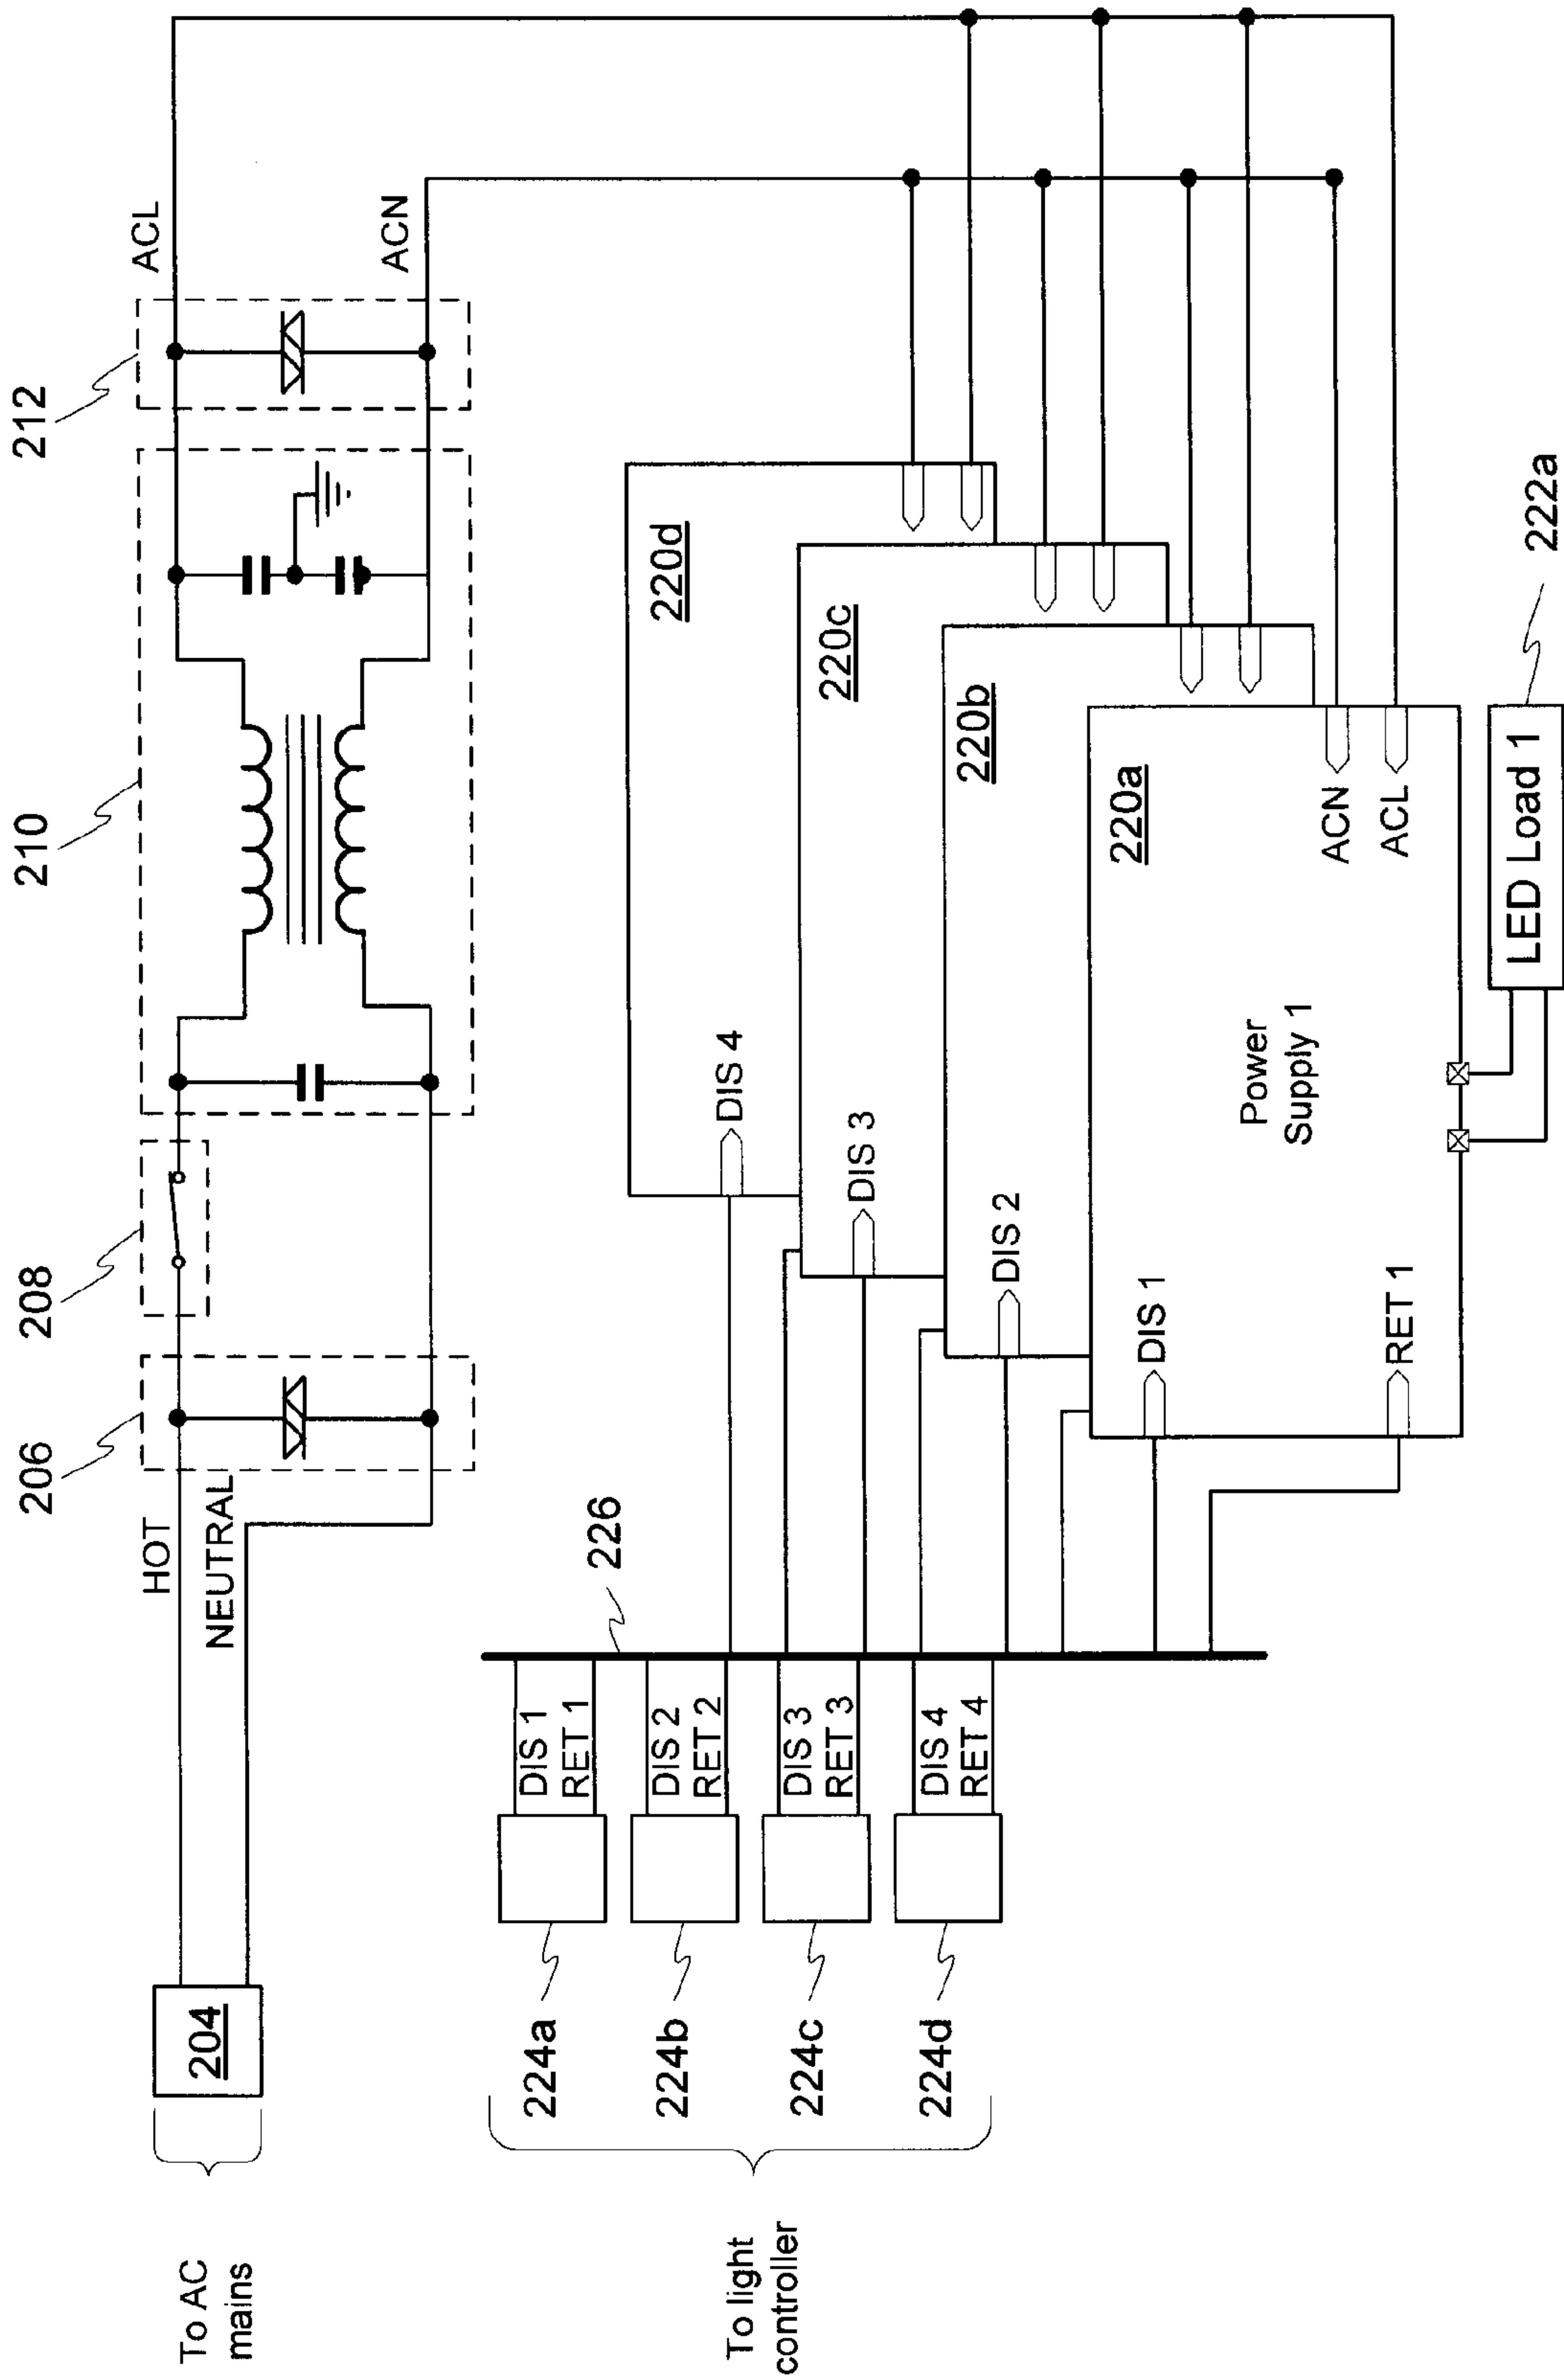 To AC
mains
204
HOT
NEUTRAL
206
208
210
212
ACL
ACN
To light
controller
224a
224b
224c
224d
DIS 1
RET 1
DIS 2
RET 2
DIS 3
RET 3
DIS 4
RET 4
226
DIS 4
220d
DIS 3
220c
DIS 2
220b
DIS 1
RET 1
220a
Power
Supply 1
ACN
ACL
LED Load 1
222a